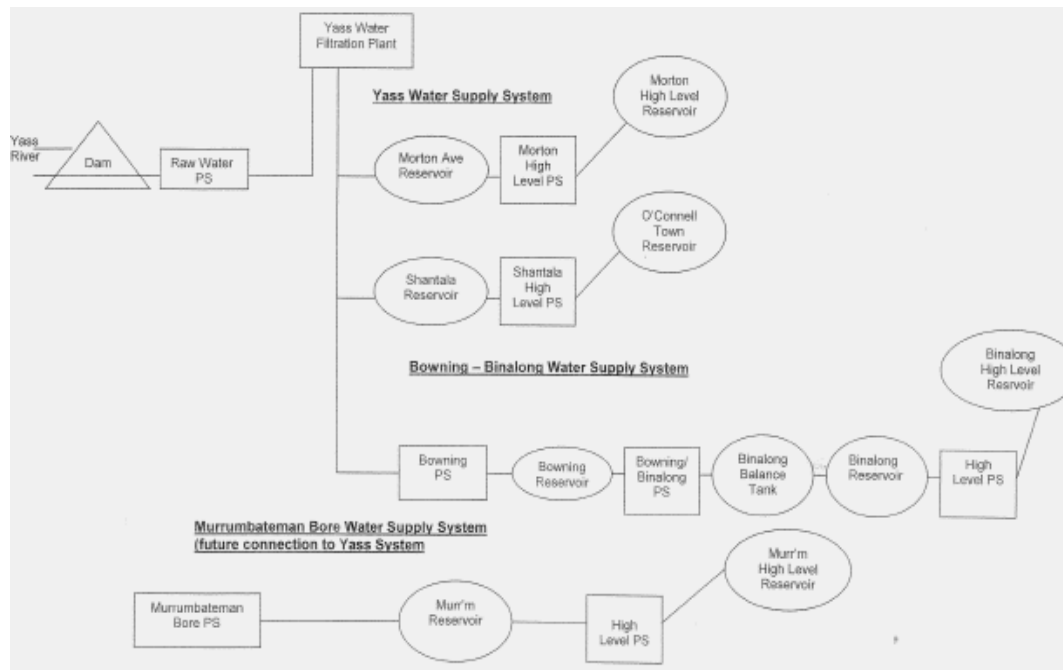 Yass Water
Filtration Plant
Yass Water Supply System
Morton
High Level
Reservoir
Yass
River
Dam
Raw Water
PS
Morton Ave
Reservoir
Morton
High
Level PS
O'Connell
Town
Reservoir
Shantala
Reservoir
Shantala
High
Level PS
Bowning – Binalong Water Supply System
Binalong
High Level
Resrvoir
Bowning
PS
Bowning
Reservoir
Bowning/
Binalong
PS
Binalong
Balance
Tank
Binalong
Reservoir
High
Level PS
Murrumbateman Bore Water Supply System
(future connection to Yass System
Murr'm
High Level
Reservoir
Murrumbateman
Bore PS
Murr'm
Reservoir
High
Level PS